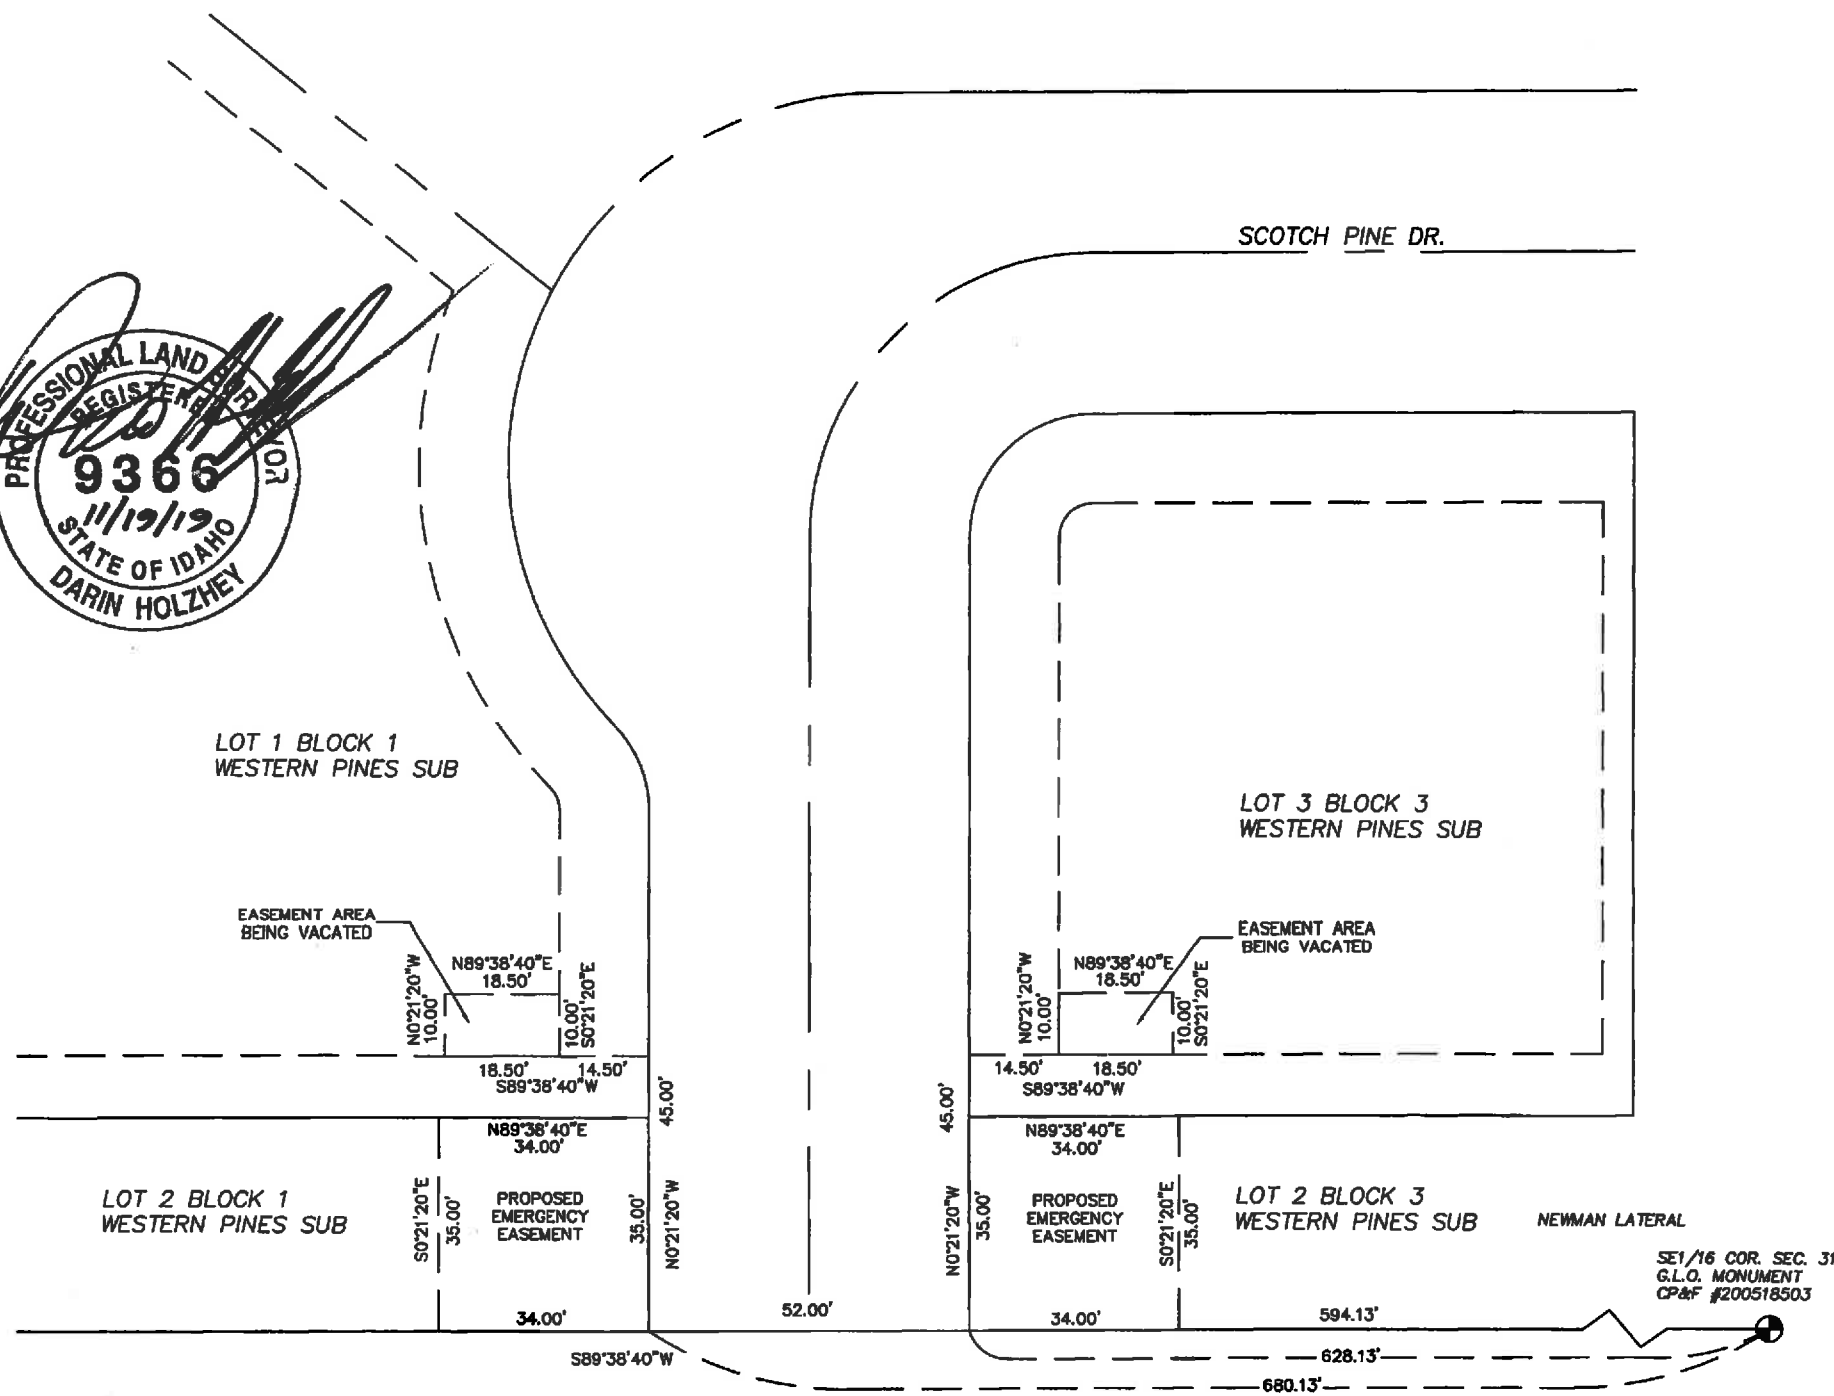 SCOTCH PINE DR.
PROFESSIONAL LAND SURVEYOR
REGISTERED
9366
11/19/19
STATE OF IDAHO
DARIN HOLZHEY
LOT 1 BLOCK 1
WESTERN PINES SUB
LOT 3 BLOCK 3
WESTERN PINES SUB
EASEMENT AREA
BEING VACATED
N89°38'40"E
18.50'
N0°21'20"W
10.00'
10.00'
S0°21'20"E
18.50' 14.50'
S89°38'40"W
EASEMENT AREA
BEING VACATED
N89°38'40"E
18.50'
N0°21'20"W
10.00'
10.00'
S0°21'20"E
14.50' 18.50'
S89°38'40"W
45.00'
45.00'
N89°38'40"E
34.00'
N89°38'40"E
34.00'
LOT 2 BLOCK 1
WESTERN PINES SUB
S0°21'20"E
35.00'
PROPOSED
EMERGENCY
EASEMENT
35.00'
N0°21'20"W
N0°21'20"W
35.00'
PROPOSED
EMERGENCY
EASEMENT
S0°21'20"E
35.00'
LOT 2 BLOCK 3
WESTERN PINES SUB
NEWMAN LATERAL
SE1/16 COR. SEC. 31
G.L.O. MONUMENT
CP&F #200518503
34.00'
52.00'
34.00'
594.13'
S89°38'40"W
628.13'
680.13'